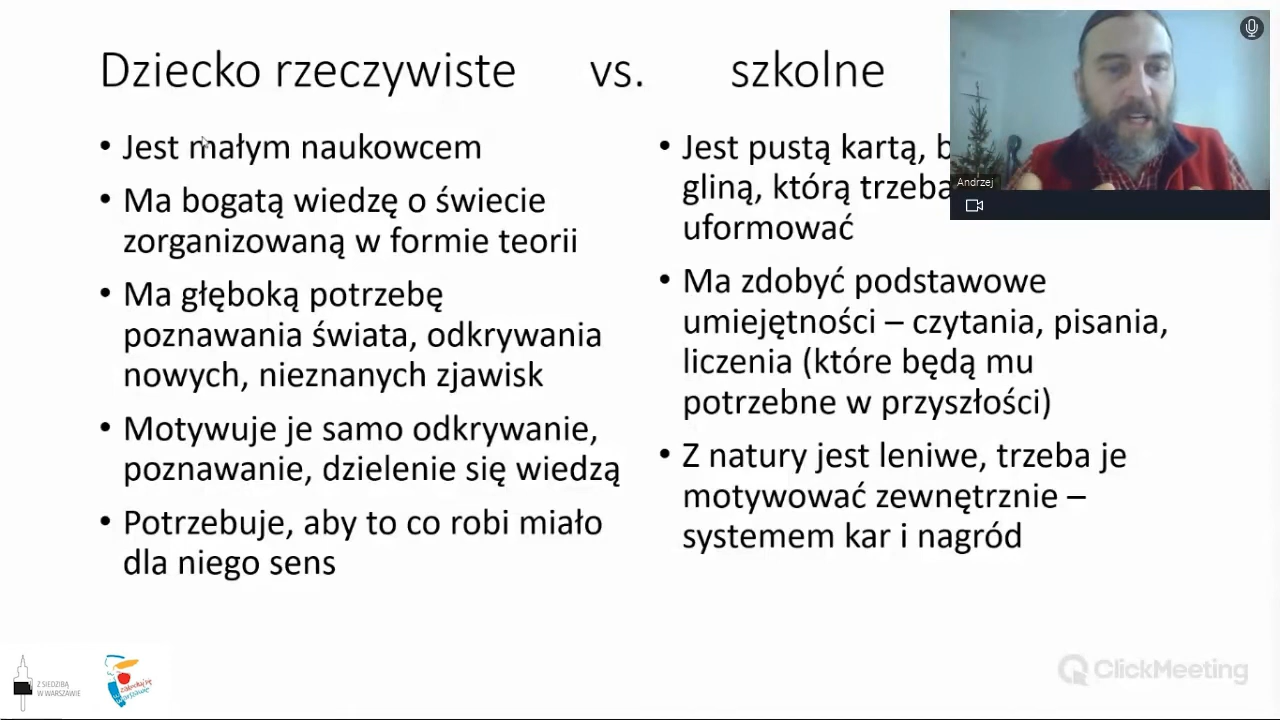 Dziecko rzeczywiste vs. szkolne
• Jest małym naukowcem
• Ma bogatą wiedzę o świecie
zorganizowaną w formie teorii
• Ma głęboką potrzebę
poznawania świata, odkrywania
nowych, nieznanych zjawisk
• Motywuje je samo odkrywanie,
poznawanie, dzielenie się wiedzą
• Potrzebuje, aby to co robi miało
dla niego sens
• Jest pustą kartą,
gliną, którą trzeba
uformować
• Ma zdobyć podstawowe
umiejętności – czytania, pisania,
liczenia (które będą mu
potrzebne w przyszłości)
• Z natury jest leniwe, trzeba je
motywować zewnętrznie –
systemem kar i nagród
Andrzej
Z SIEDZIBĄ
W WARSZAWIE
ClickMeeting